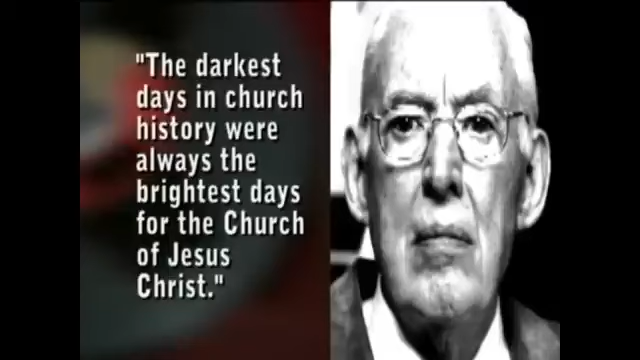 "The darkest
days in church
history were
always the
brightest days
for the Church
of Jesus
Christ."